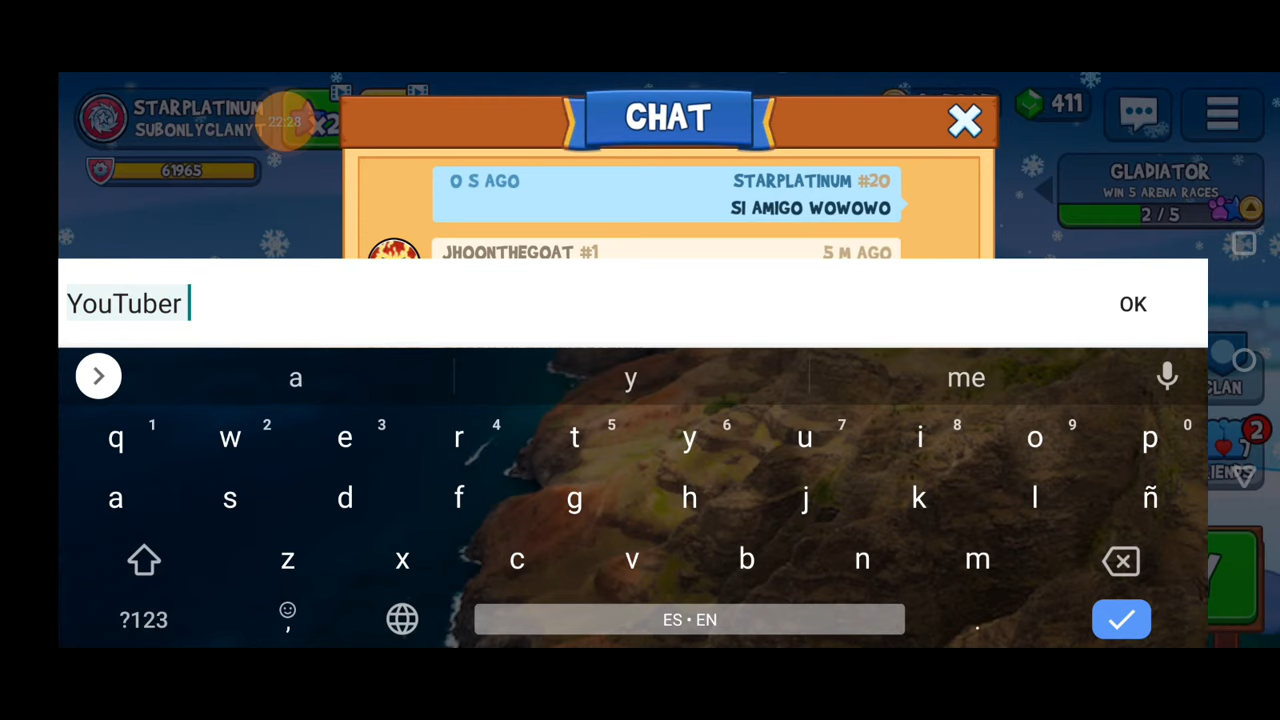 STARPLATINUM
SUBONLYCLANYT
22:28
X2
61965
CHAT
411
0 S AGO
STARPLATINUM #20
SI AMIGO WOWOWO
JHOONTHEGOAT #1
5 M AGO
GLADIATOR
WIN 5 ARENA RACES
2 / 5
YouTuber
OK
a
y
me
q 1 w 2 e 3 r 4 t 5 y 6 u 7 i 8 o 9 p 0
a s d f g h j k l ñ
z x c v b n m
?123
,
ES • EN
.
CLAN
2
7